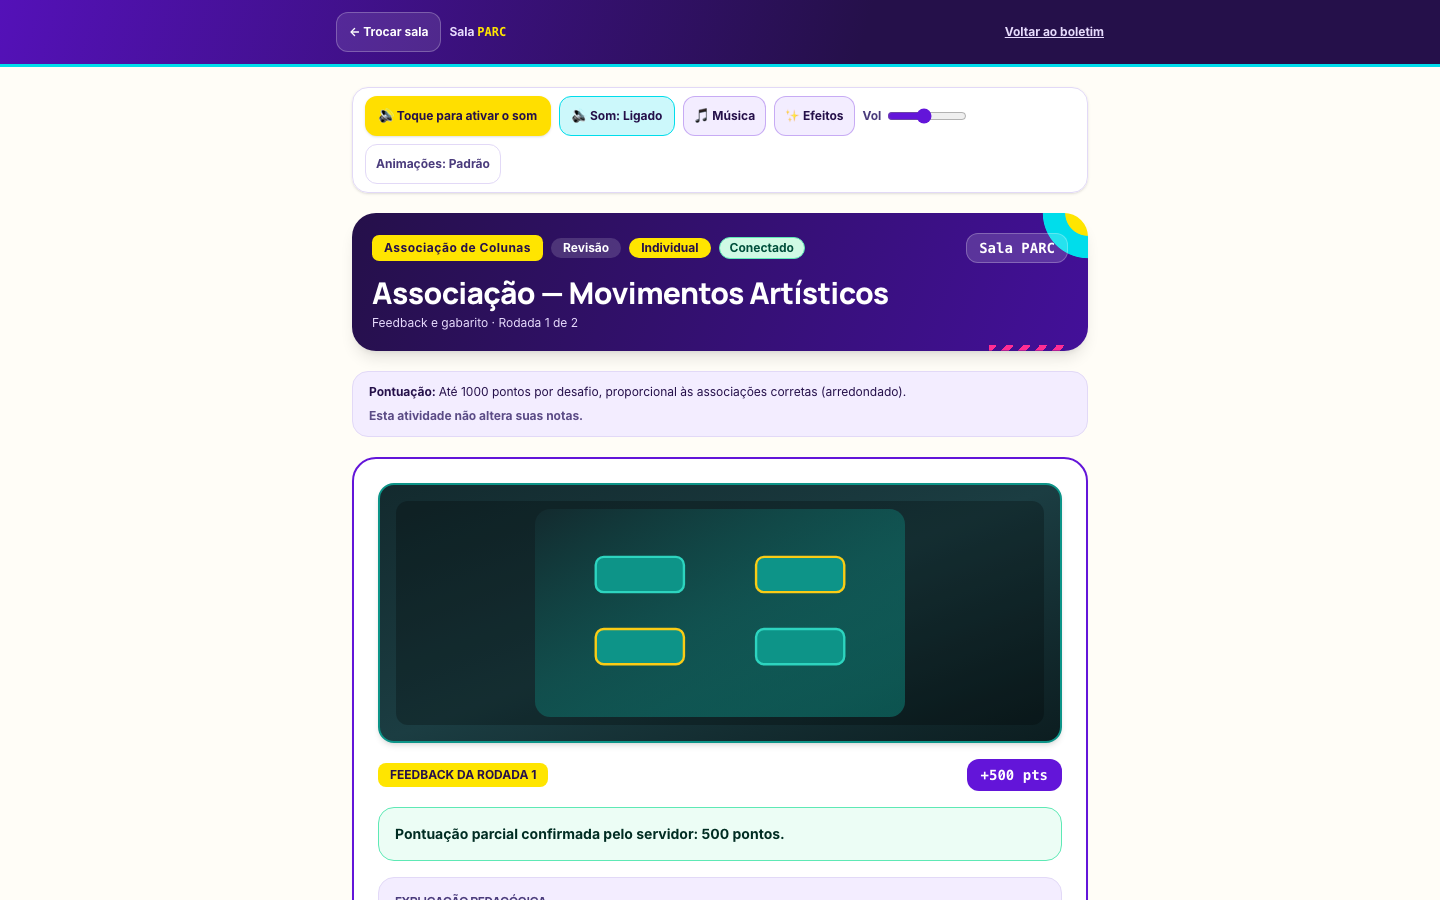 ← Trocar sala
Sala PARC
Voltar ao boletim
🔊 Toque para ativar o som
🔊 Som: Ligado
🎵 Música
✨ Efeitos
Vol
Animações: Padrão
Associação de Colunas
Revisão
Individual
Conectado
Sala PARC
Associação — Movimentos Artísticos
Feedback e gabarito · Rodada 1 de 2
Pontuação: Até 1000 pontos por desafio, proporcional às associações corretas (arredondado).
Esta atividade não altera suas notas.
FEEDBACK DA RODADA 1
+500 pts
Pontuação parcial confirmada pelo servidor: 500 pontos.
EXPLICAÇÃO PEDAGÓGICA